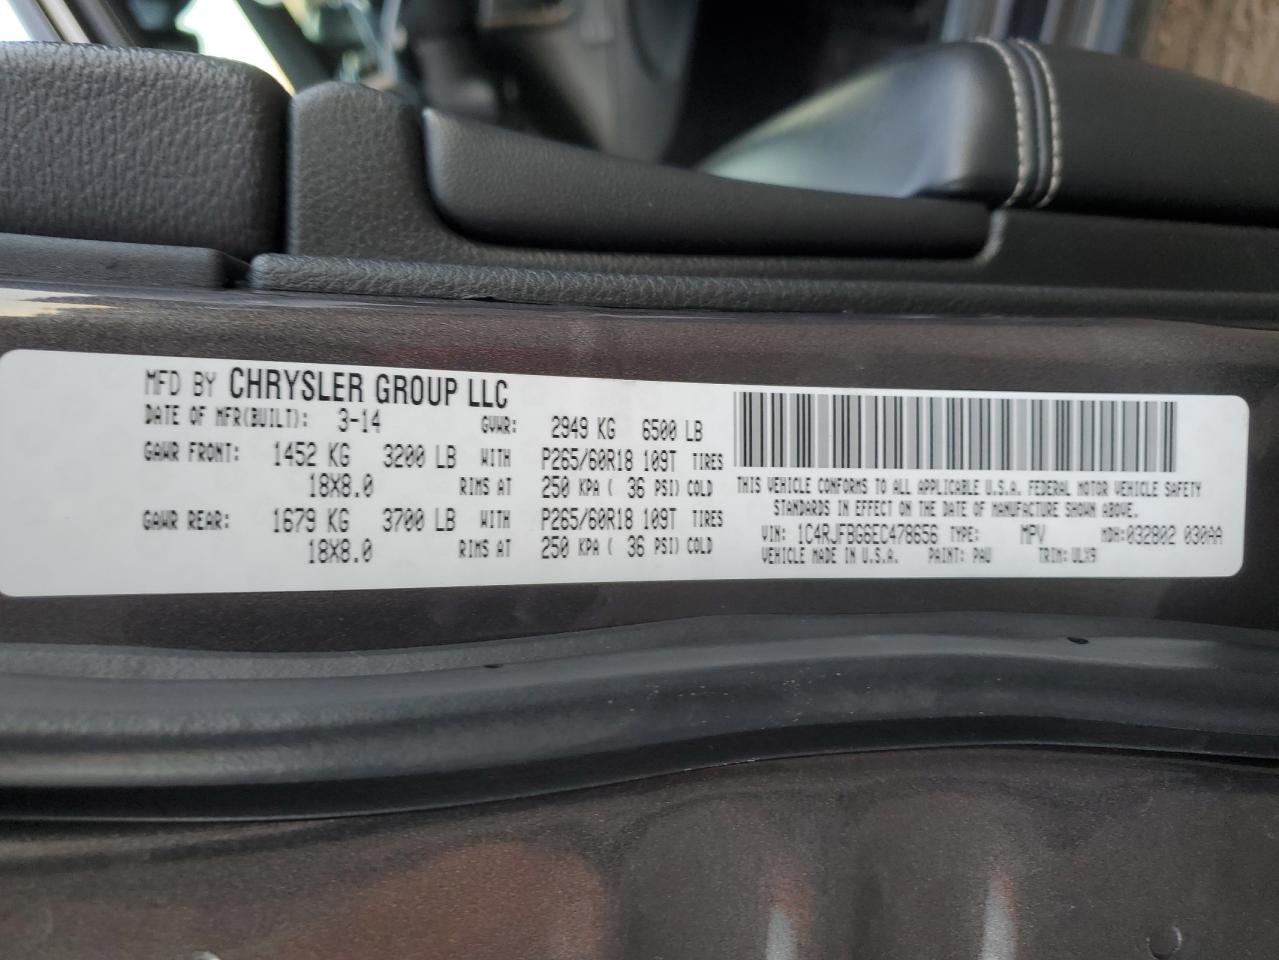 MFD BY CHRYSLER GROUP LLC
DATE OF MFR(BUILT): 3-14 GVWR: 2949 KG 6500 LB
GAWR FRONT: 1452 KG 3200 LB WITH P265/60R18 109T TIRES
18X8.0 RIMS AT 250 KPA ( 36 PSI) COLD
GAWR REAR: 1679 KG 3700 LB WITH P265/60R18 109T TIRES
18X8.0 RIMS AT 250 KPA ( 36 PSI) COLD
THIS VEHICLE CONFORMS TO ALL APPLICABLE U.S.A. FEDERAL MOTOR VEHICLE SAFETY
STANDARDS IN EFFECT ON THE DATE OF MANUFACTURE SHOWN ABOVE.
VIN: 1C4RJFBG6EC478656 TYPE: MPV MDH:032802 030AA
VEHICLE MADE IN U.S.A. PAINT: PAU TRIM:ULX9